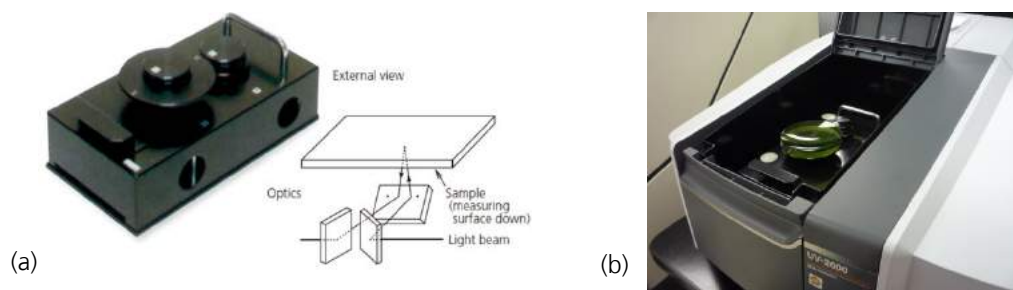 External view
Optics
Sample
(measuring
surface down)
Light beam
(a)
(b)
UV-2600